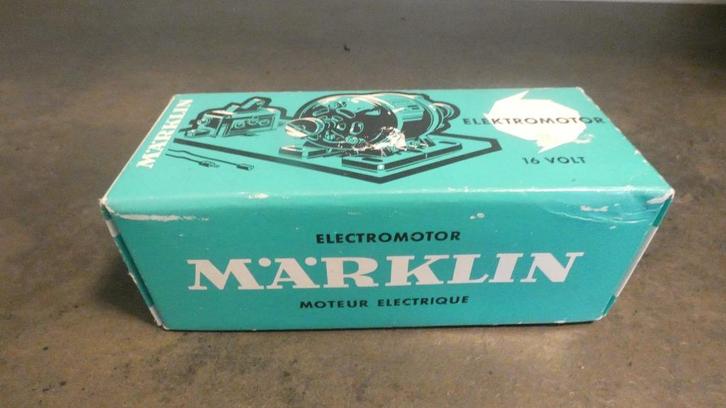 MÄRKLIN
ELEKTROMOTOR
16 VOLT
ELECTROMOTOR
MÄRKLIN
MOTEUR ELECTRIQUE